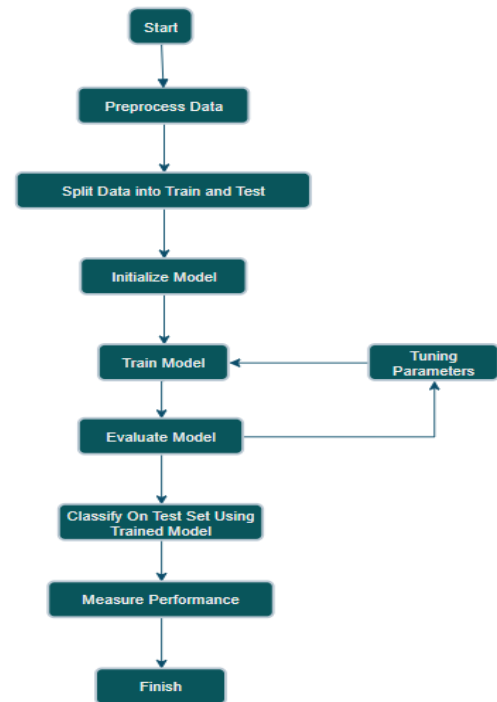 Start
Preprocess Data
Split Data into Train and Test
Initialize Model
Train Model
Tuning
Parameters
Evaluate Model
Classify On Test Set Using
Trained Model
Measure Performance
Finish